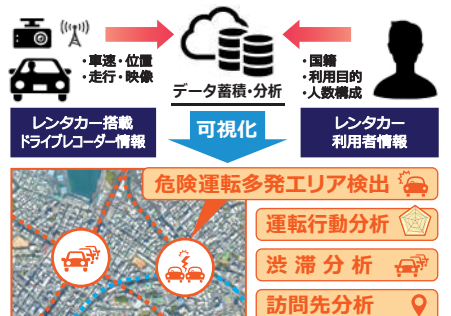 ・車速・位置
・走行・映像
データ蓄積・分析
・国籍
・利用目的
・人数構成
レンタカー搭載
ドライブレコーダー情報
可視化
レンタカー
利用者情報
危険運転多発エリア検出
運転行動分析
渋滞分析
訪問先分析